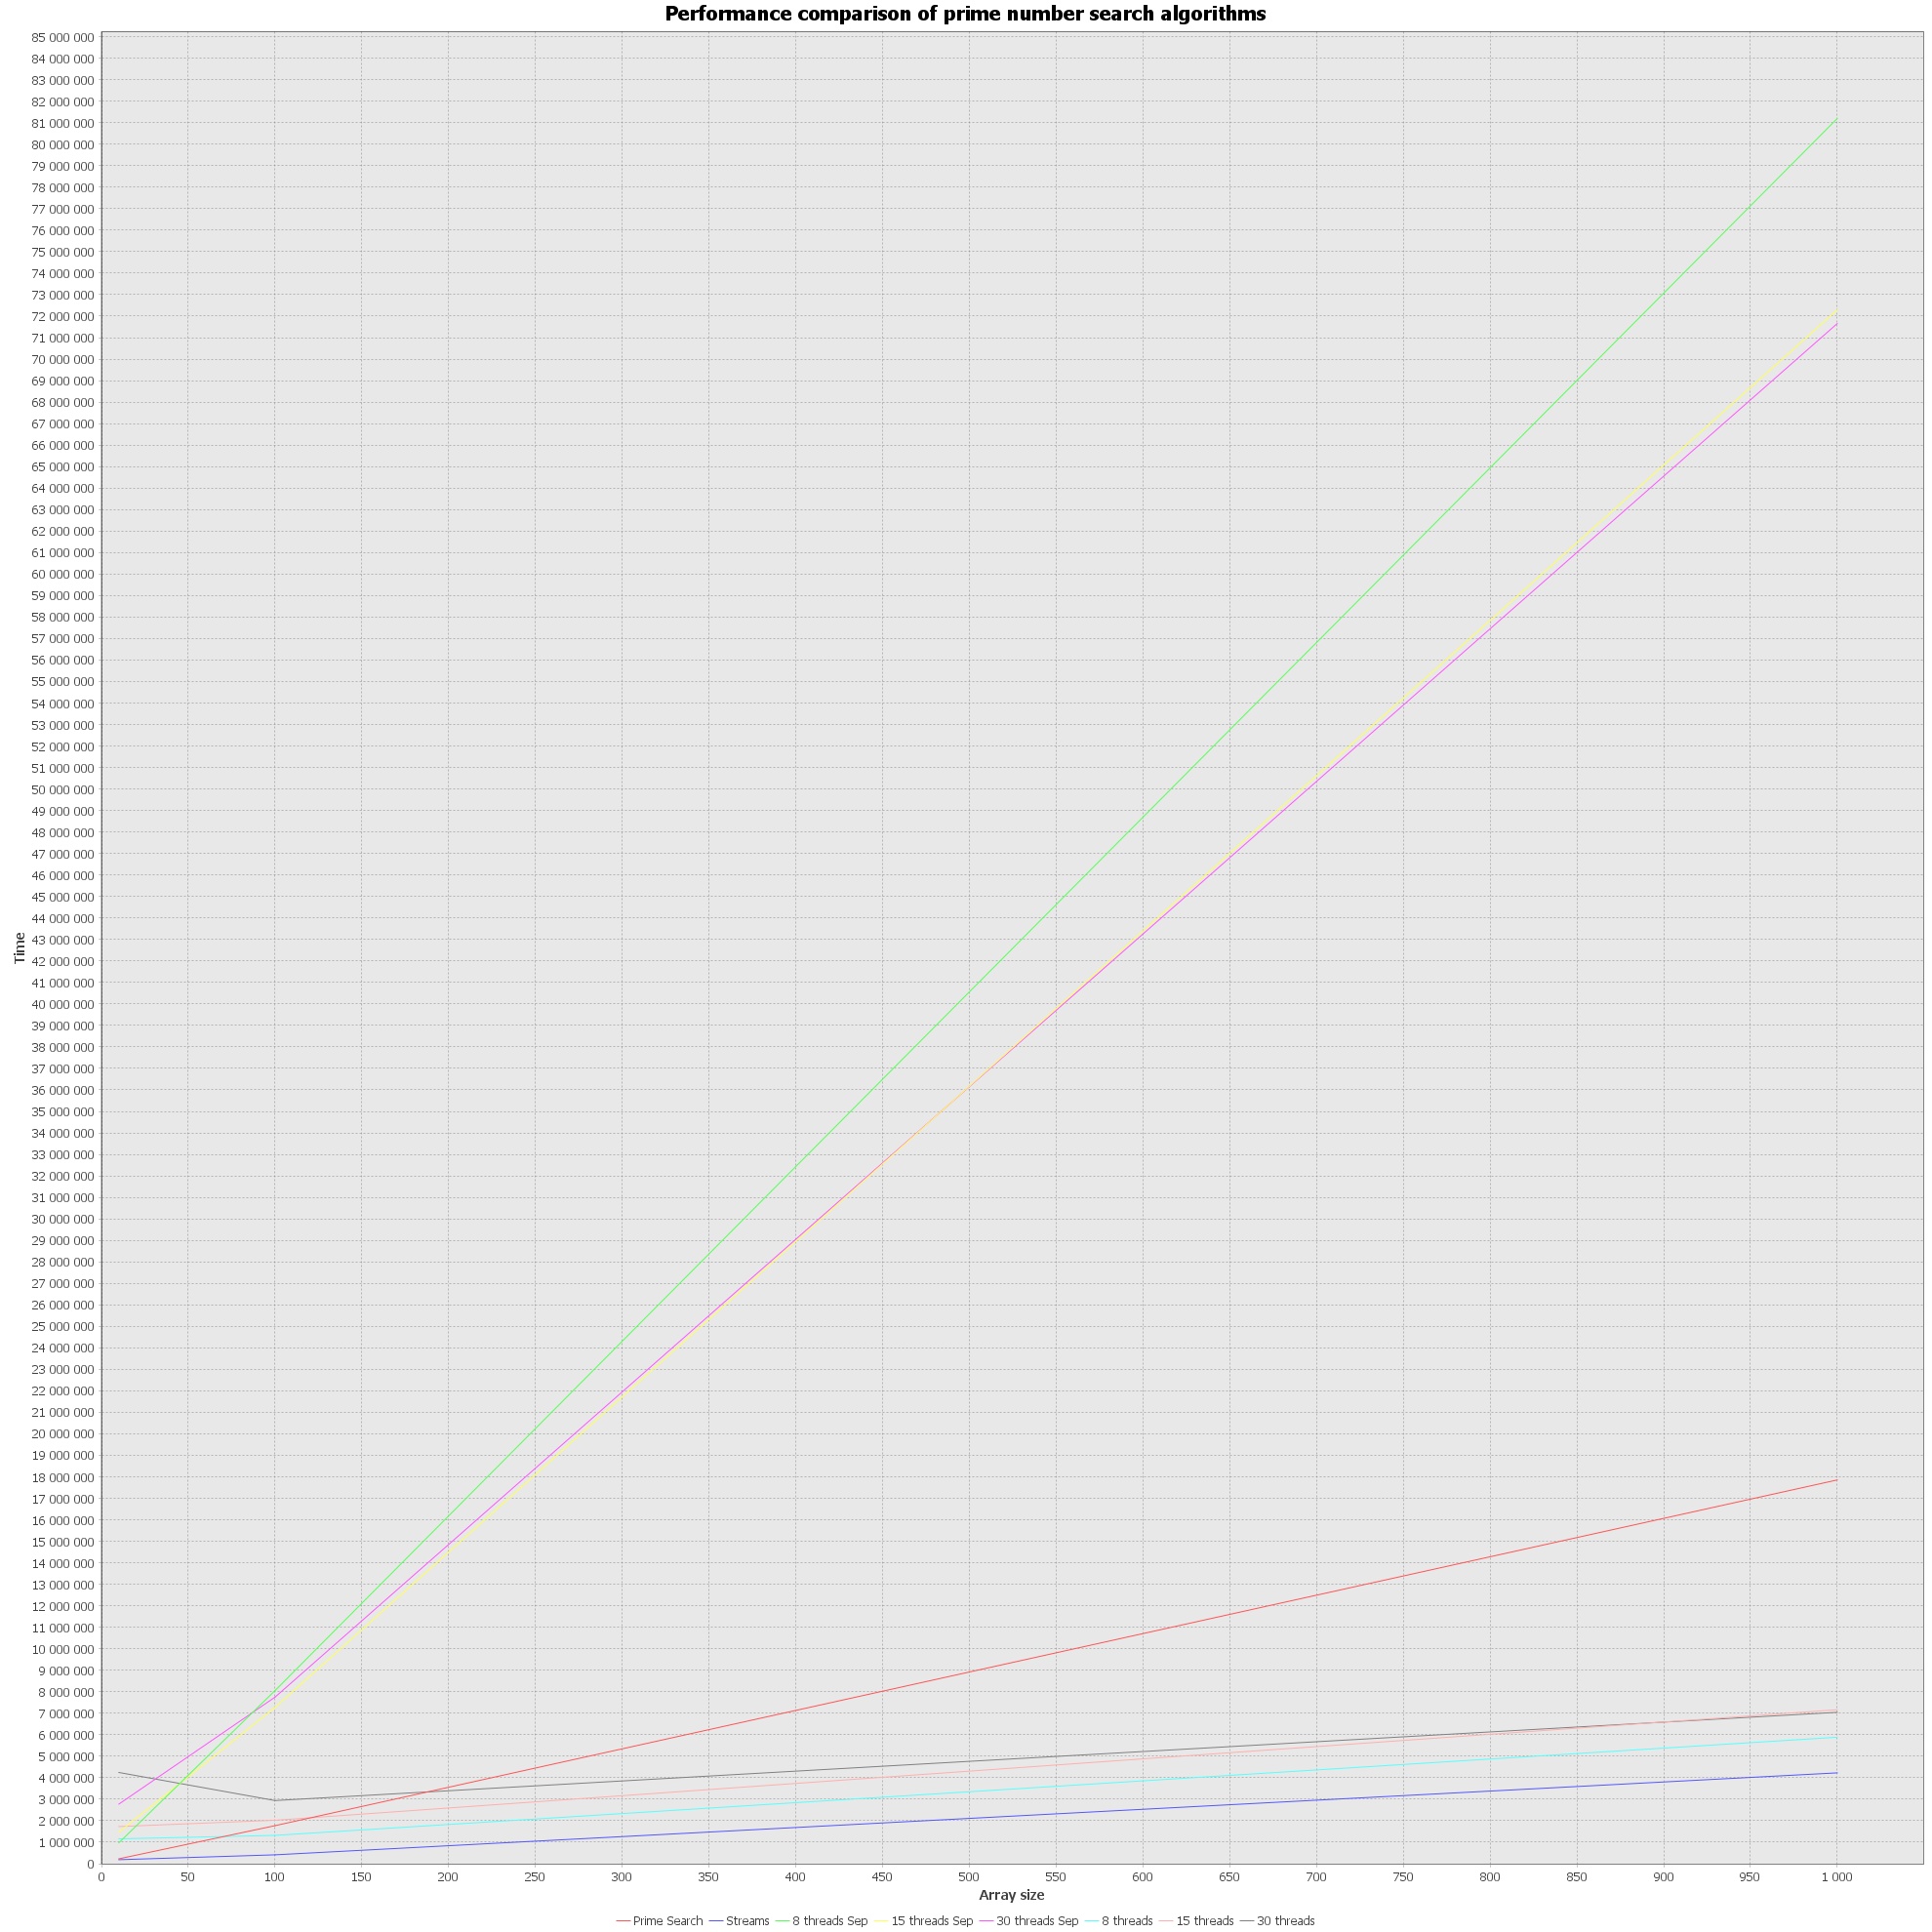 Performance comparison of prime number search algorithms
85 000 000
84 000 000
83 000 000
82 000 000
81 000 000
80 000 000
79 000 000
78 000 000
77 000 000
76 000 000
75 000 000
74 000 000
73 000 000
72 000 000
71 000 000
70 000 000
69 000 000
68 000 000
67 000 000
66 000 000
65 000 000
64 000 000
63 000 000
62 000 000
61 000 000
60 000 000
59 000 000
58 000 000
57 000 000
56 000 000
55 000 000
54 000 000
53 000 000
52 000 000
51 000 000
50 000 000
49 000 000
48 000 000
47 000 000
46 000 000
45 000 000
44 000 000
43 000 000
42 000 000
41 000 000
40 000 000
39 000 000
38 000 000
37 000 000
36 000 000
35 000 000
34 000 000
33 000 000
32 000 000
31 000 000
30 000 000
29 000 000
28 000 000
27 000 000
26 000 000
25 000 000
24 000 000
23 000 000
22 000 000
21 000 000
20 000 000
19 000 000
18 000 000
17 000 000
16 000 000
15 000 000
14 000 000
13 000 000
12 000 000
11 000 000
10 000 000
9 000 000
8 000 000
7 000 000
6 000 000
5 000 000
4 000 000
3 000 000
2 000 000
1 000 000
0
Time
0 50 100 150 200 250 300 350 400 450 500 550 600 650 700 750 800 850 900 950 1 000
Array size
Prime Search Streams 8 threads Sep 15 threads Sep 30 threads Sep 8 threads 15 threads 30 threads